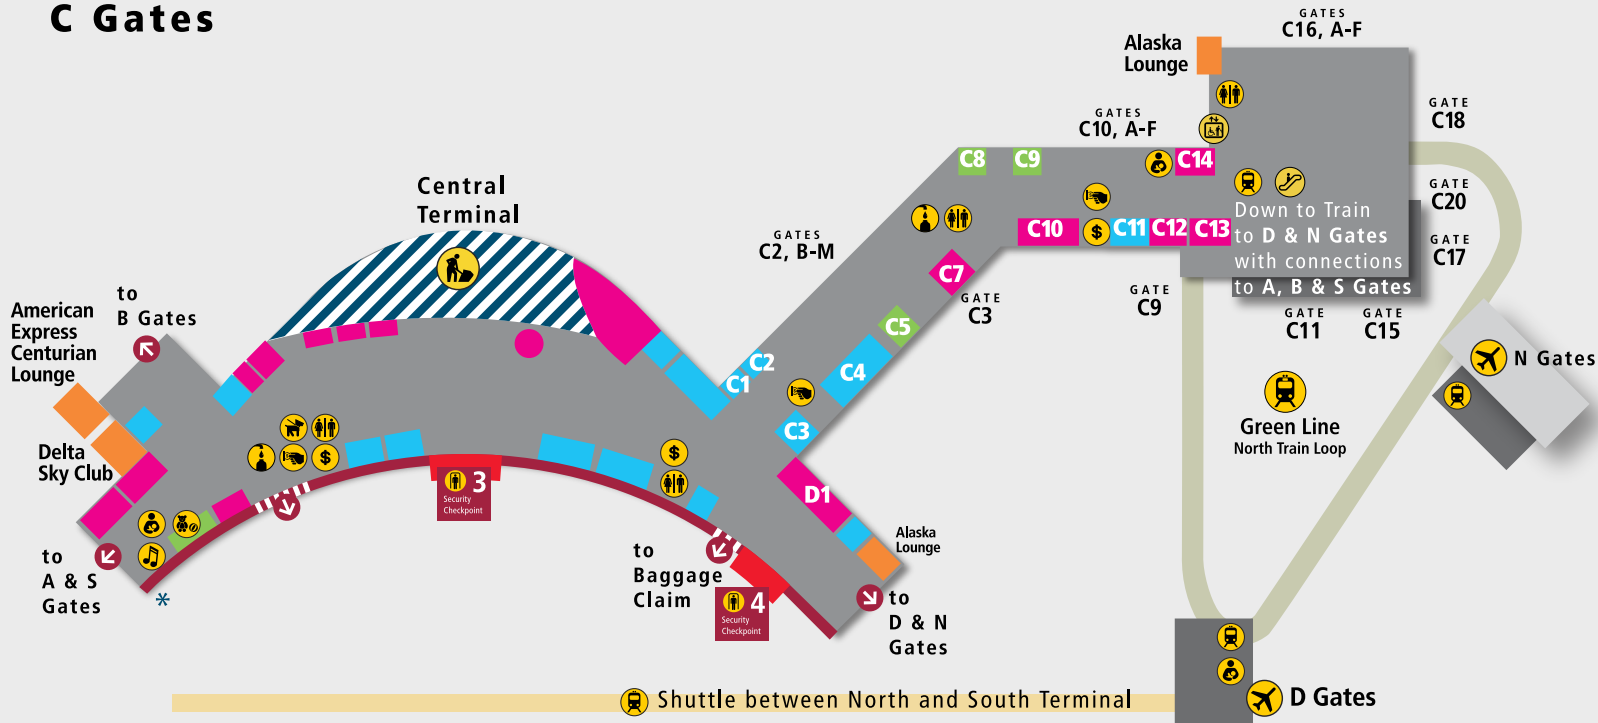 C Gates
GATES
C16, A-F
Alaska
Lounge
GATES
C10, A-F
GATE
C18
C8
C9
C14
Central
Terminal
GATE
C20
Down to Train
to D & N Gates
with connections
to A, B & S Gates
GATES
C2, B-M
C10
$
C11
C12
C13
GATE
C17
C7
GATE
C3
GATE
C9
to
B Gates
American
Express
Centurian
Lounge
C5
GATE
C11
GATE
C15
N Gates
C2
C1
C4
Green Line
North Train Loop
C3
Delta
Sky Club
$
$
3
Security
Checkpoint
D1
Alaska
Lounge
to
A & S
Gates
*
to
Baggage
Claim
4
Security
Checkpoint
to
D & N
Gates
Shuttle between North and South Terminal
D Gates